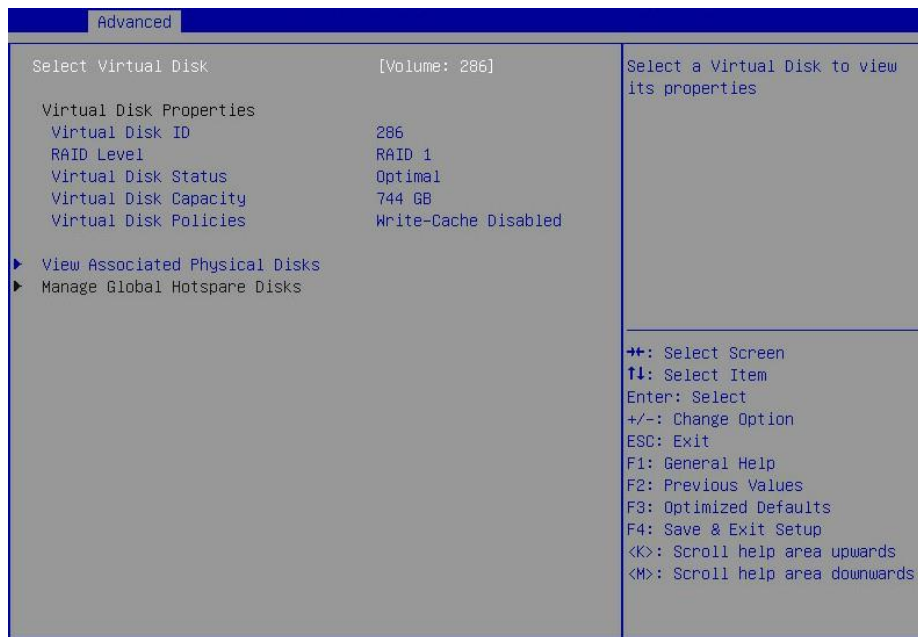 Advanced
Select Virtual Disk [Volume: 286]
Virtual Disk Properties
Virtual Disk ID 286
RAID Level RAID 1
Virtual Disk Status Optimal
Virtual Disk Capacity 744 GB
Virtual Disk Policies Write-Cache Disabled
▶ View Associated Physical Disks
▶ Manage Global Hotspare Disks
Select a Virtual Disk to view
its properties
→←: Select Screen
↑↓: Select Item
Enter: Select
+/-: Change Option
ESC: Exit
F1: General Help
F2: Previous Values
F3: Optimized Defaults
F4: Save & Exit Setup
<K>: Scroll help area upwards
<M>: Scroll help area downwards